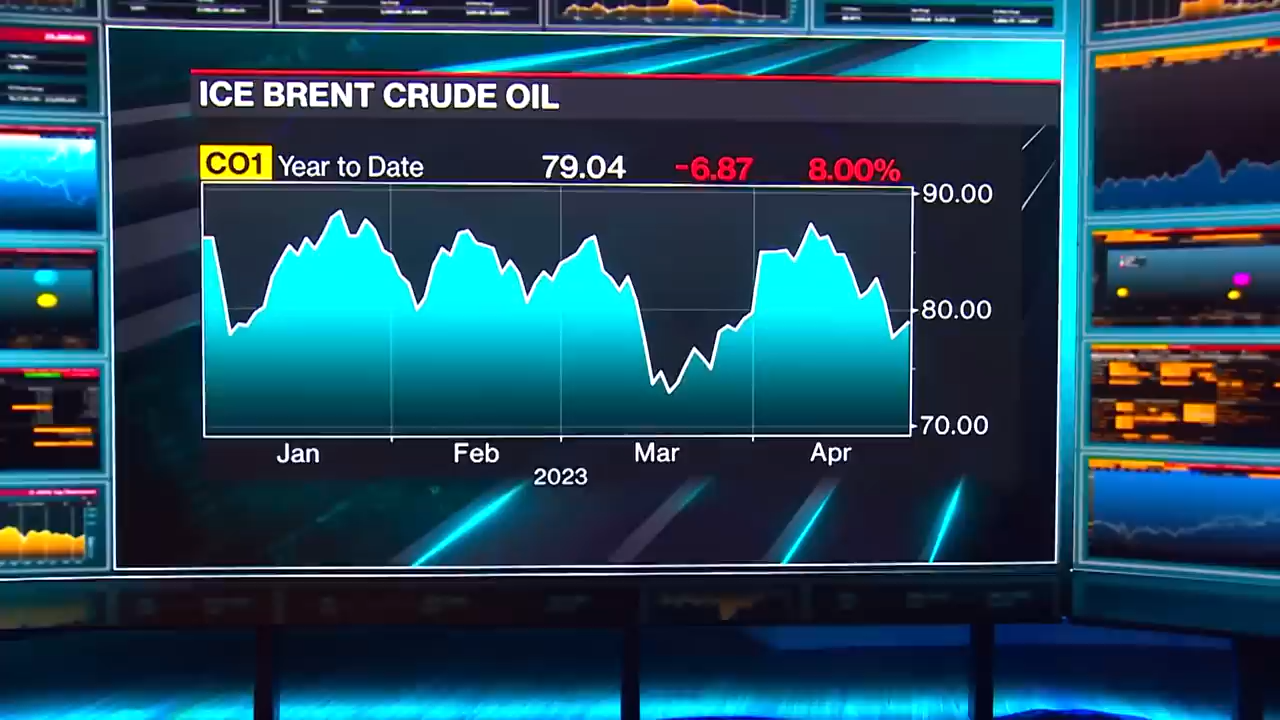 ICE BRENT CRUDE OIL
CO1 Year to Date 79.04 -6.87 8.00%
90.00
80.00
70.00
Jan Feb Mar Apr
2023